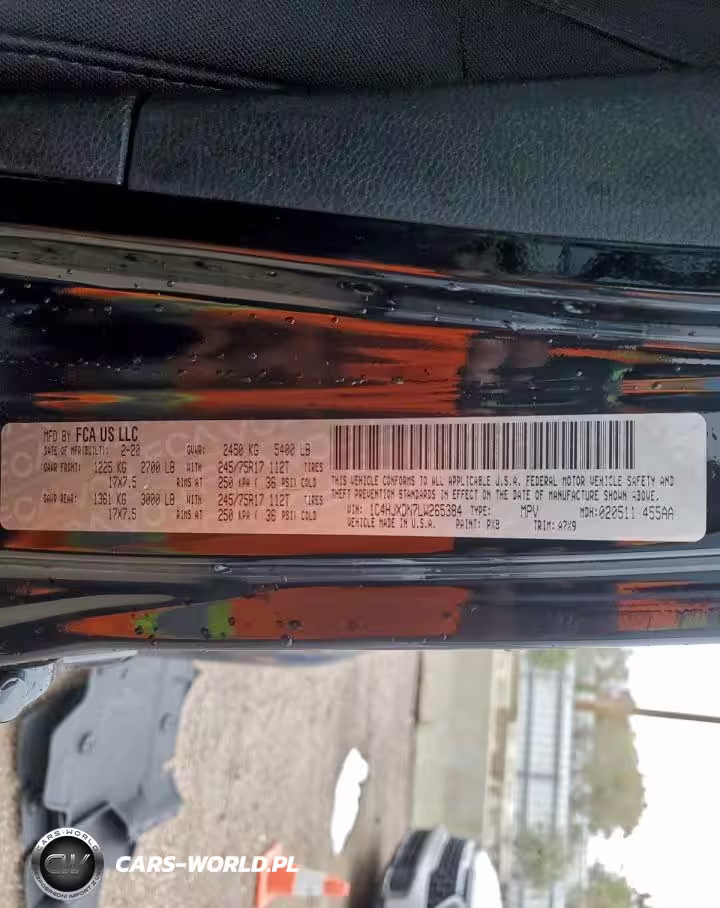 MFD BY FCA US LLC
DATE OF MFR(BUILT): 2-20 GVWR: 2450 KG 5400 LB
GAWR FRONT: 1225 KG 2700 LB WITH 245/75R17 112T TIRES
17X7.5 RIMS AT 250 KPA ( 36 PSI) COLD
GAWR REAR: 1361 KG 3000 LB WITH 245/75R17 112T TIRES
17X7.5 RIMS AT 250 KPA ( 36 PSI) COLD
THIS VEHICLE CONFORMS TO ALL APPLICABLE U.S.A. FEDERAL MOTOR VEHICLE SAFETY AND
THEFT PREVENTION STANDARDS IN EFFECT ON THE DATE OF MANUFACTURE SHOWN ABOVE.
VIN: 1C4HJXDN7LW265384 TYPE: MPV MDH: 020511 455AA
VEHICLE MADE IN U.S.A. PAINT: PX8 TRIM: A7X9
CARS-WORLD
CW
CARS-WORLD.PL